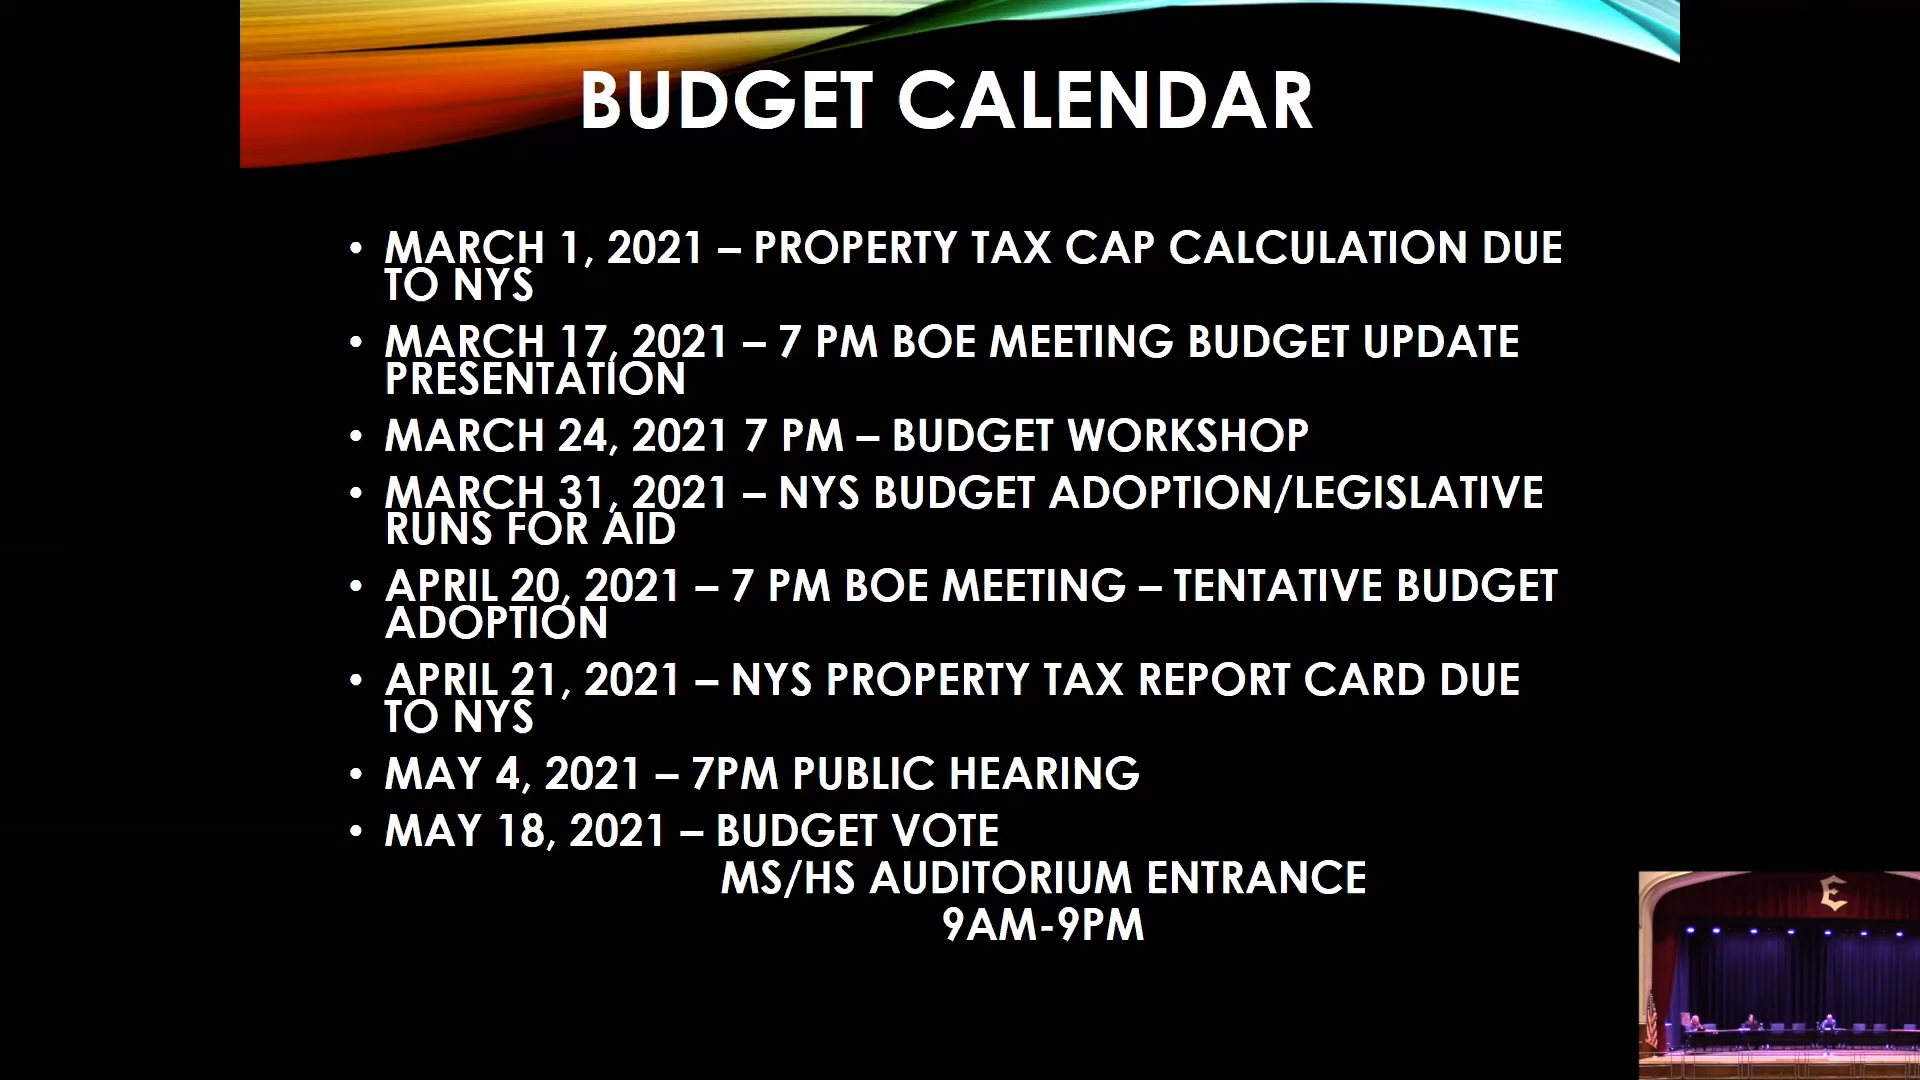 BUDGET CALENDAR
• MARCH 1, 2021 – PROPERTY TAX CAP CALCULATION DUE
TO NYS
• MARCH 17, 2021 – 7 PM BOE MEETING BUDGET UPDATE
PRESENTATION
• MARCH 24, 2021 7 PM – BUDGET WORKSHOP
• MARCH 31, 2021 – NYS BUDGET ADOPTION/LEGISLATIVE
RUNS FOR AID
• APRIL 20, 2021 – 7 PM BOE MEETING – TENTATIVE BUDGET
ADOPTION
• APRIL 21, 2021 – NYS PROPERTY TAX REPORT CARD DUE
TO NYS
• MAY 4, 2021 – 7PM PUBLIC HEARING
• MAY 18, 2021 – BUDGET VOTE
MS/HS AUDITORIUM ENTRANCE
9AM-9PM
E